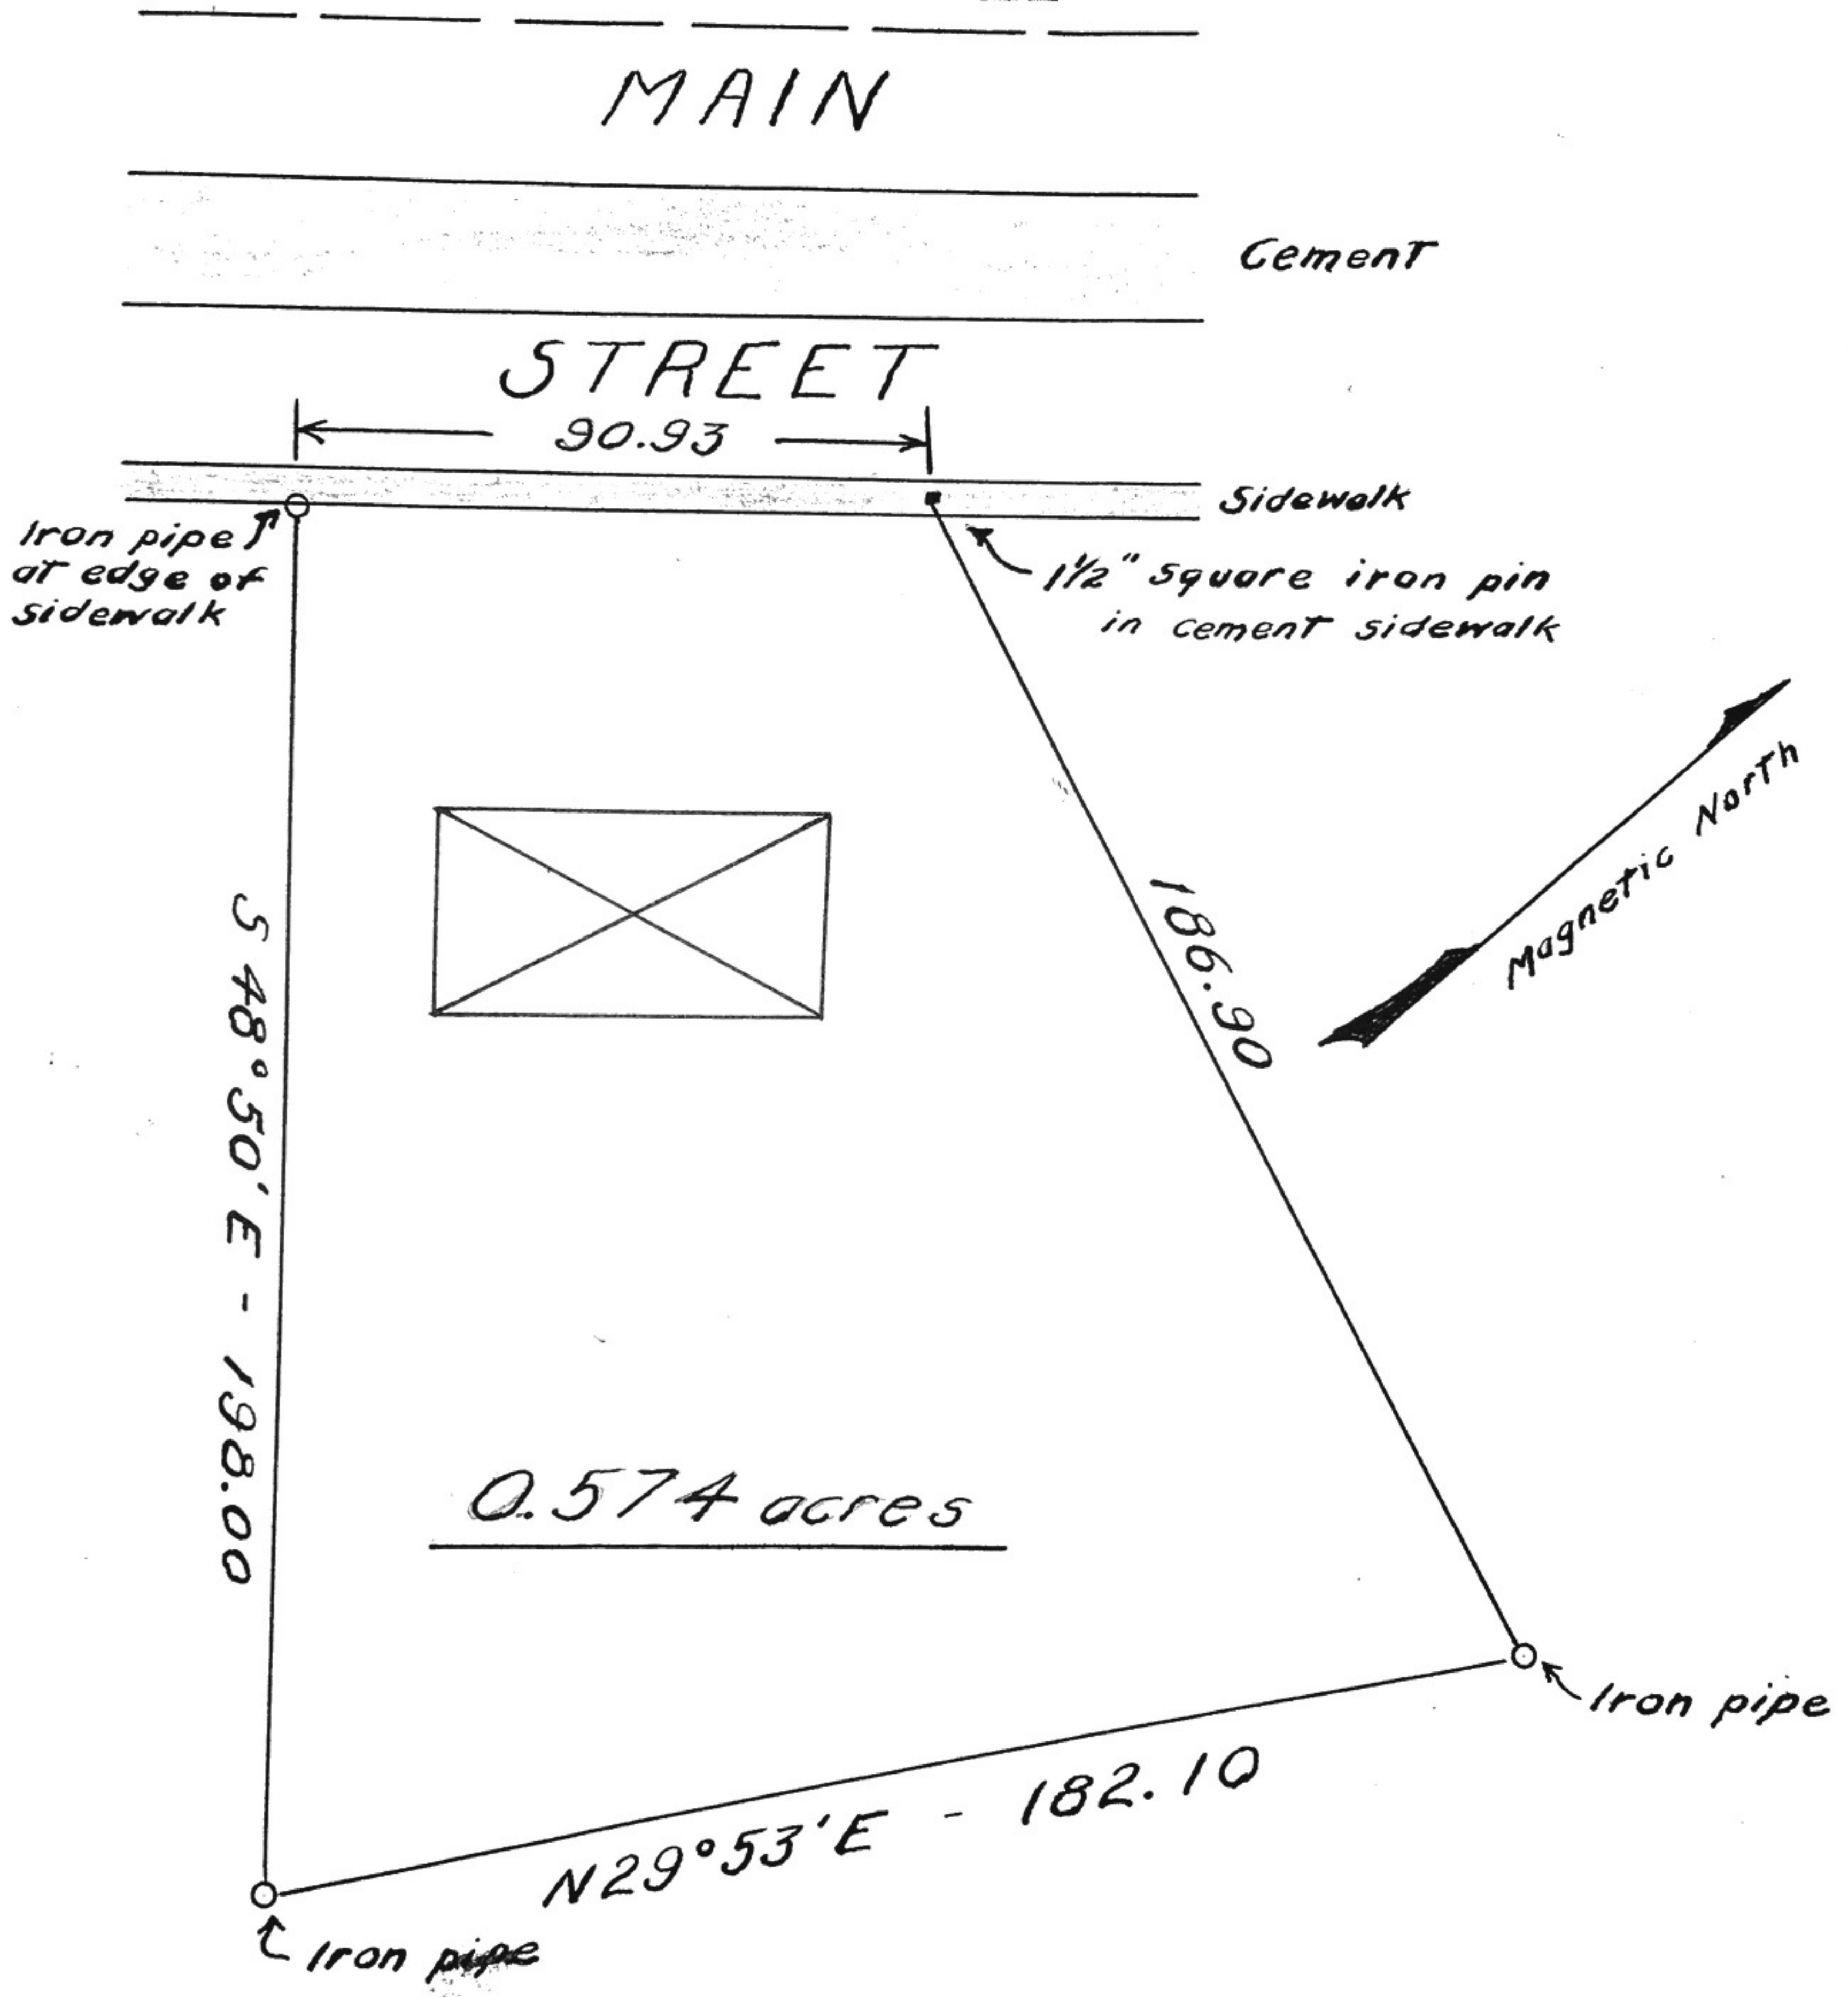 MAIN
Cement
STREET
90.93
Sidewalk
Iron pipe
at edge of
sidewalk
1½" square iron pin
in cement sidewalk
Magnetic North
186.90
S 48°50'E - 198.00
0.574 acres
Iron pipe
N29°53'E - 182.10
Iron pipe